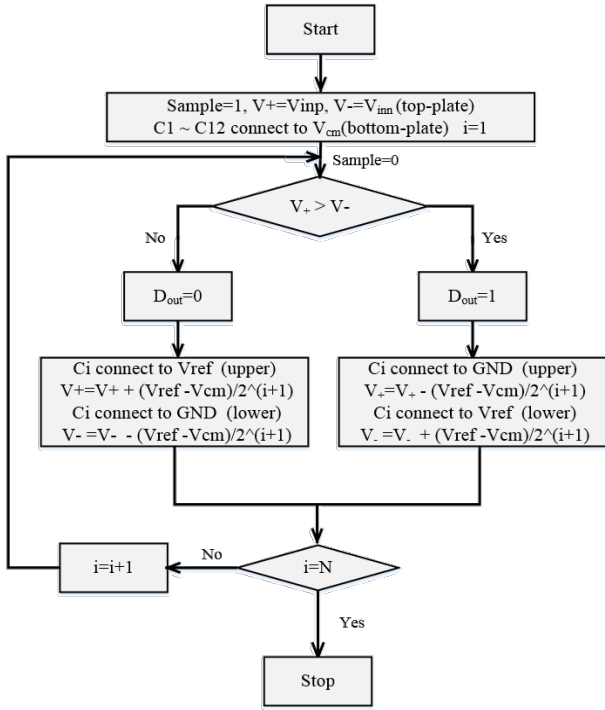 Start
Sample=1, V+=Vinp, V-=Vinn (top-plate)
C1 ~ C12 connect to Vcm(bottom-plate) i=1
Sample=0
V+ > V-
No
Yes
Dout=0
Dout=1
Ci connect to Vref (upper)
V+=V+ + (Vref -Vcm)/2^(i+1)
Ci connect to GND (lower)
V- =V- - (Vref -Vcm)/2^(i+1)
Ci connect to GND (upper)
V+=V+ - (Vref -Vcm)/2^(i+1)
Ci connect to Vref (lower)
V-=V- + (Vref -Vcm)/2^(i+1)
i=i+1
No
i=N
Yes
Stop